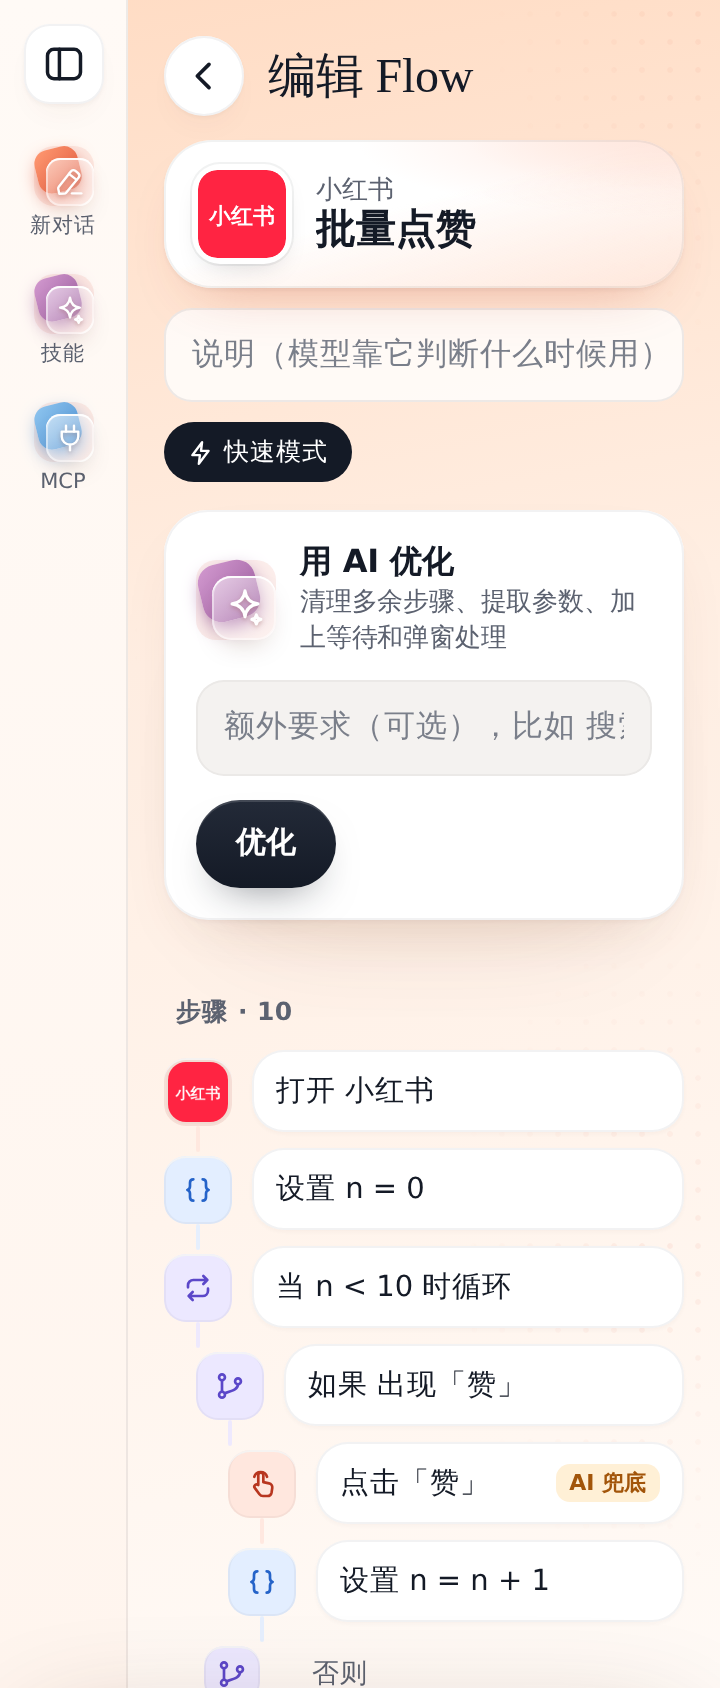 编辑 Flow
新对话
技能
MCP
小红书
小红书
批量点赞
说明（模型靠它判断什么时候用）
快速模式
用 AI 优化
清理多余步骤、提取参数、加
上等待和弹窗处理
额外要求（可选），比如 搜
优化
步骤 · 10
小红书
打开 小红书
{ }
设置 n = 0
当 n < 10 时循环
如果 出现「赞」
点击「赞」
AI 兜底
{ }
设置 n = n + 1
否则